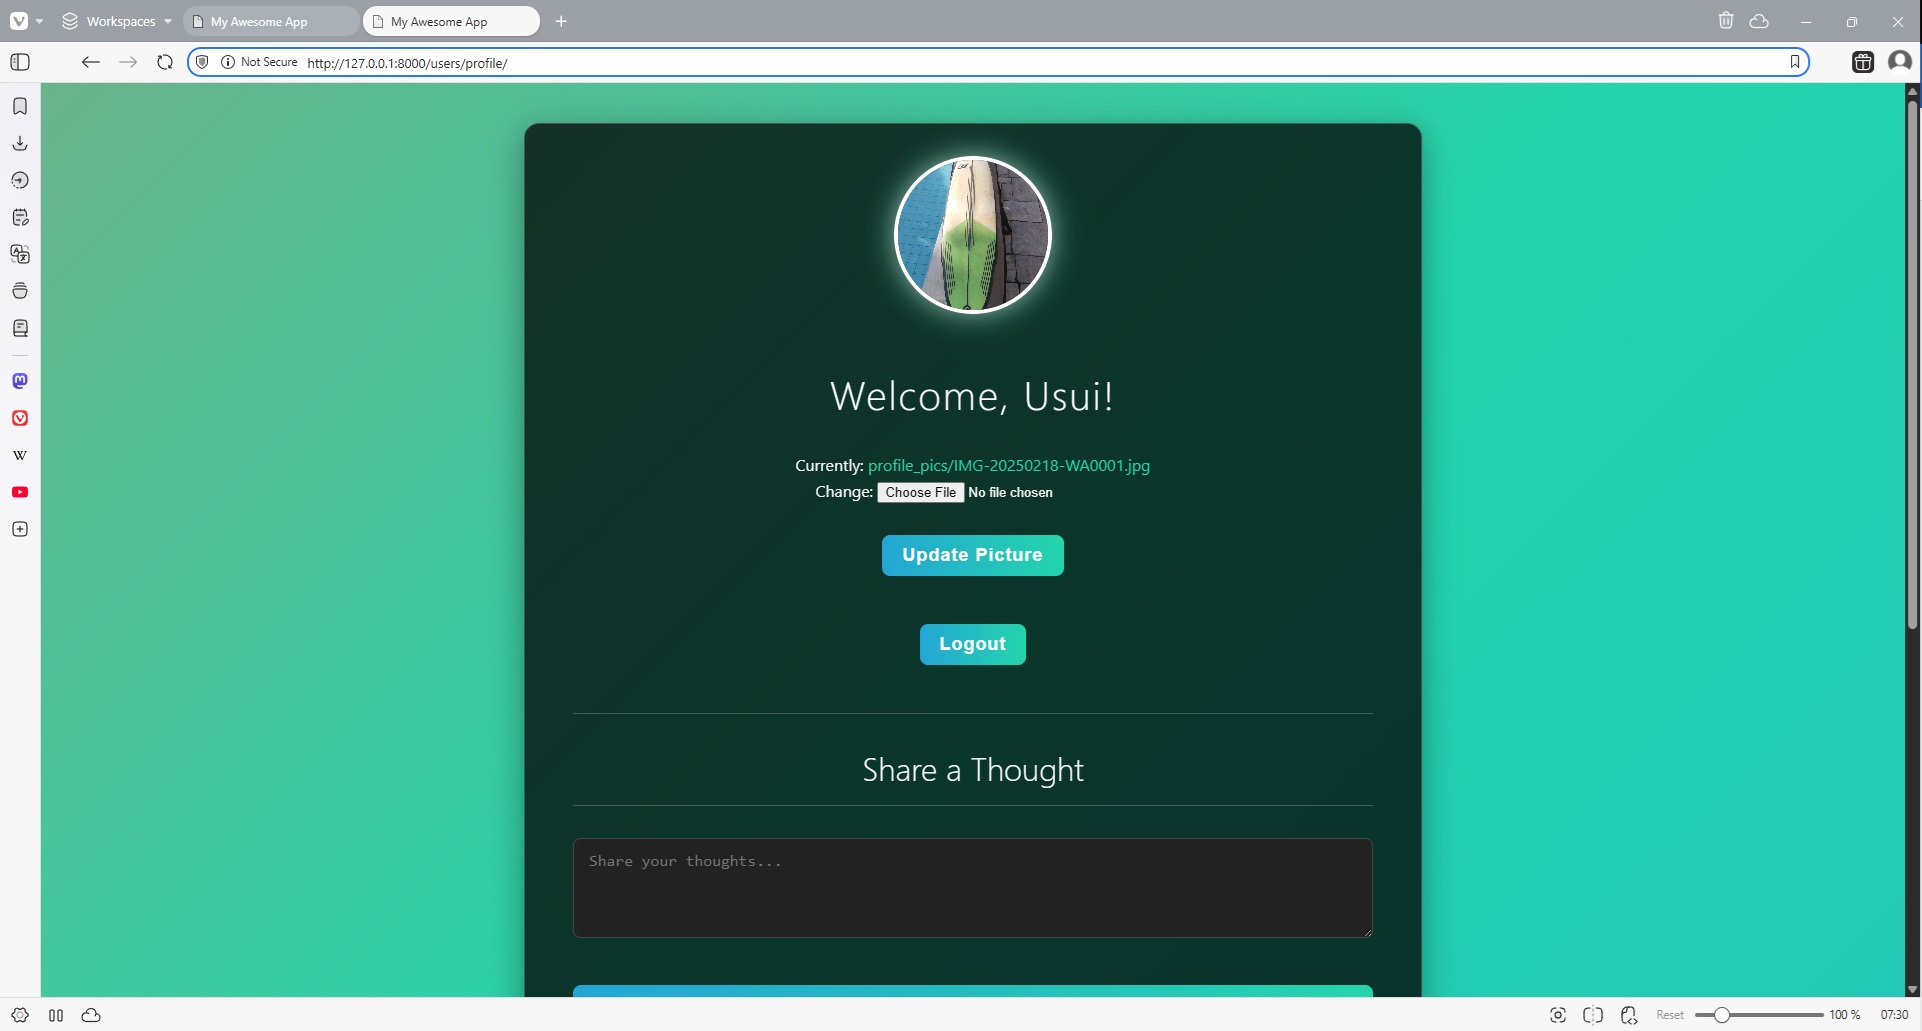 Workspaces
My Awesome App
My Awesome App
Not Secure http://127.0.0.1:8000/users/profile/
Welcome, Usui!
Currently: profile_pics/IMG-20250218-WA0001.jpg
Change: Choose File No file chosen
Update Picture
Logout
Share a Thought
Share your thoughts...
Reset 100 % 07:30